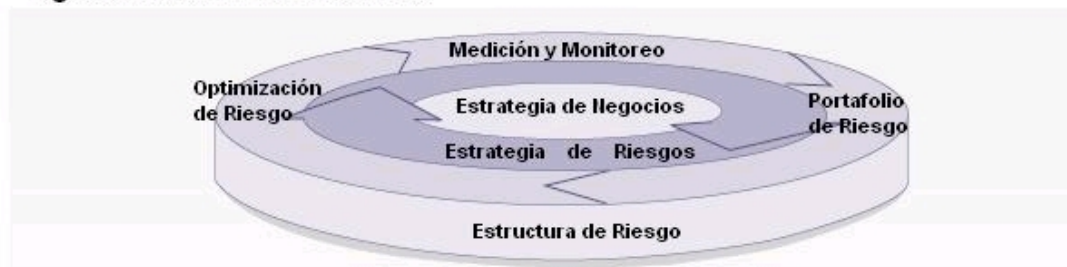 Medición y Monitoreo
Optimización
de Riesgo
Estrategia de Negocios
Portafolio
de Riesgo
Estrategia de Riesgos
Estructura de Riesgo